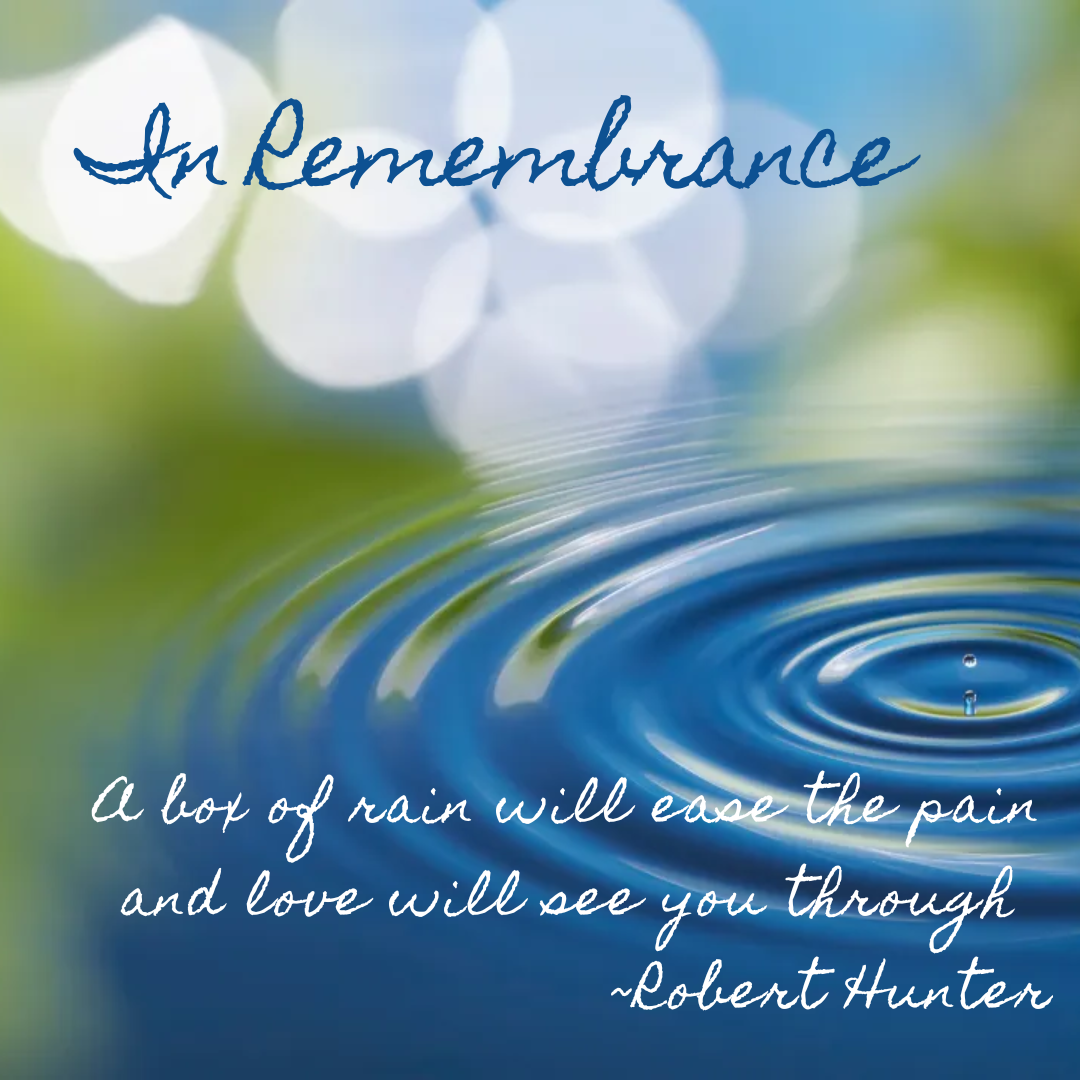 In Remembrance
A box of rain will ease the pain
and love will see you through
~Robert Hunter